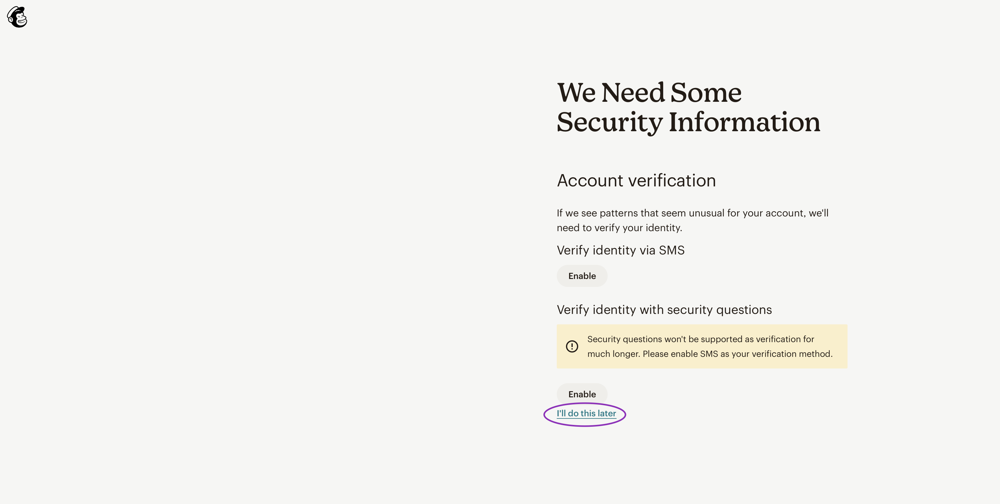 We Need Some
Security Information
Account verification
If we see patterns that seem unusual for your account, we'll
need to verify your identity.
Verify identity via SMS
Enable
Verify identity with security questions
Security questions won't be supported as verification for
much longer. Please enable SMS as your verification method.
Enable
I'll do this later